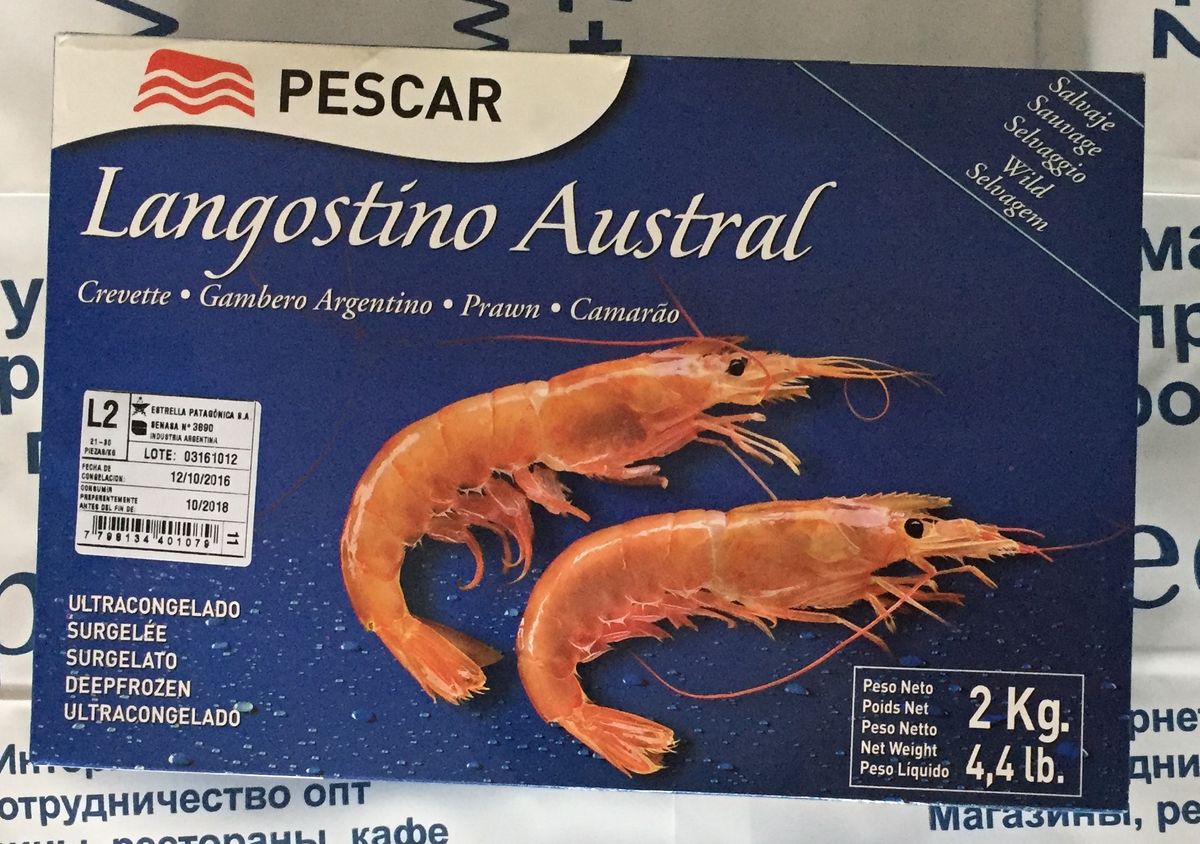 PESCAR
Langostino Austral
Crevette • Gambero Argentino • Prawn • Camarão
Salvaje
Sauvage
Selvaggio
Wild
Selvagem
L2
21-30
PIEZAS/KG
ESTRELLA PATAGÓNICA S.A
SENASA Nº 3690
INDUSTRIA ARGENTINA
LOTE: 03161012
FECHA DE
CONGELACION: 12/10/2016
CONSUMIR
PREFERENTEMENTE
ANTES DEL FIN DE: 10/2018
7 798134 401079
11
ULTRACONGELADO
SURGELÉE
SURGELATO
DEEPFROZEN
ULTRACONGELADO
Peso Neto
Poids Net
Peso Netto
Net Weight
Peso Líquido
2 Kg.
4,4 lb.
отрудничество опт
рестораны, кафе
Магазины, ре